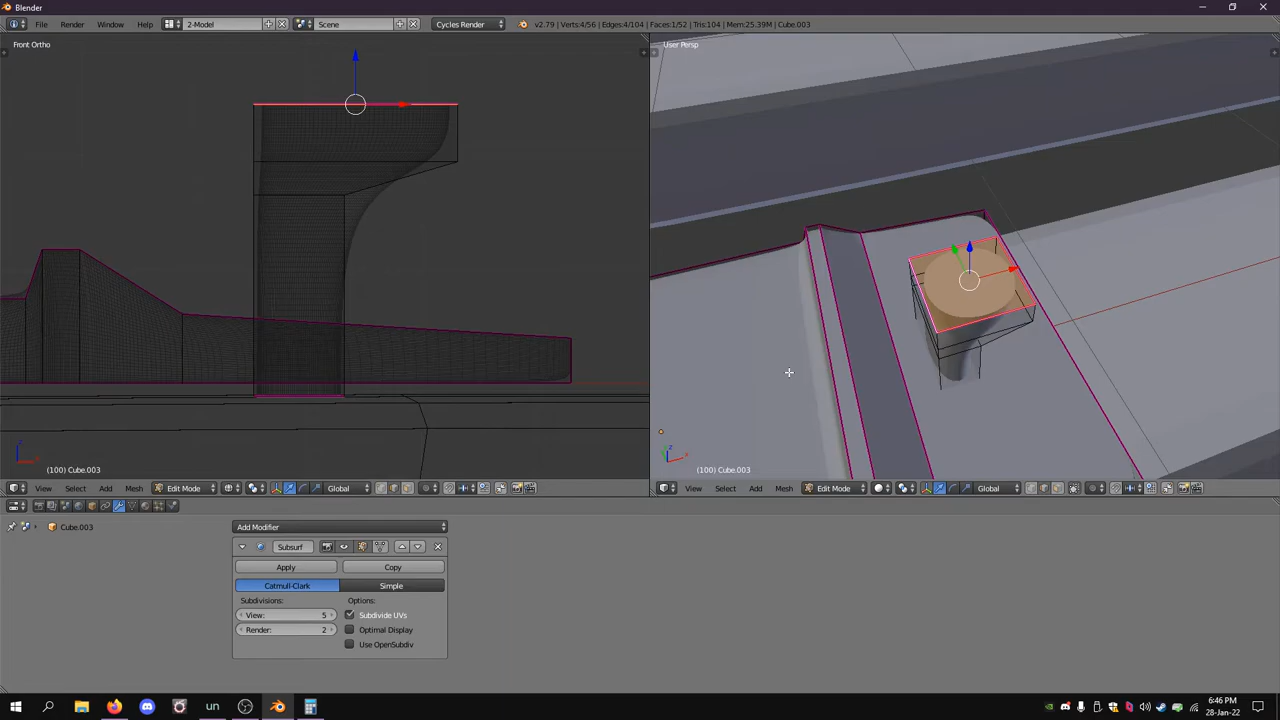 Blender
File Render Window Help 2-Model Scene Cycles Render v2.79 | Verts:4/56 | Edges:4/104 | Faces:1/52 | Tris:104 | Mem:25.39M | Cube.003
Front Ortho
User Persp
(100) Cube.003
(100) Cube.003
View Select Add Mesh Edit Mode Global
View Select Add Mesh Edit Mode Global
Cube.003
Add Modifier
Subsurf
Apply Copy
Catmull-Clark Simple
Subdivisions: Options:
View: 5 Subdivide UVs
Render: 2 Optimal Display
Use OpenSubdiv
un
6:46 PM
28-Jan-22